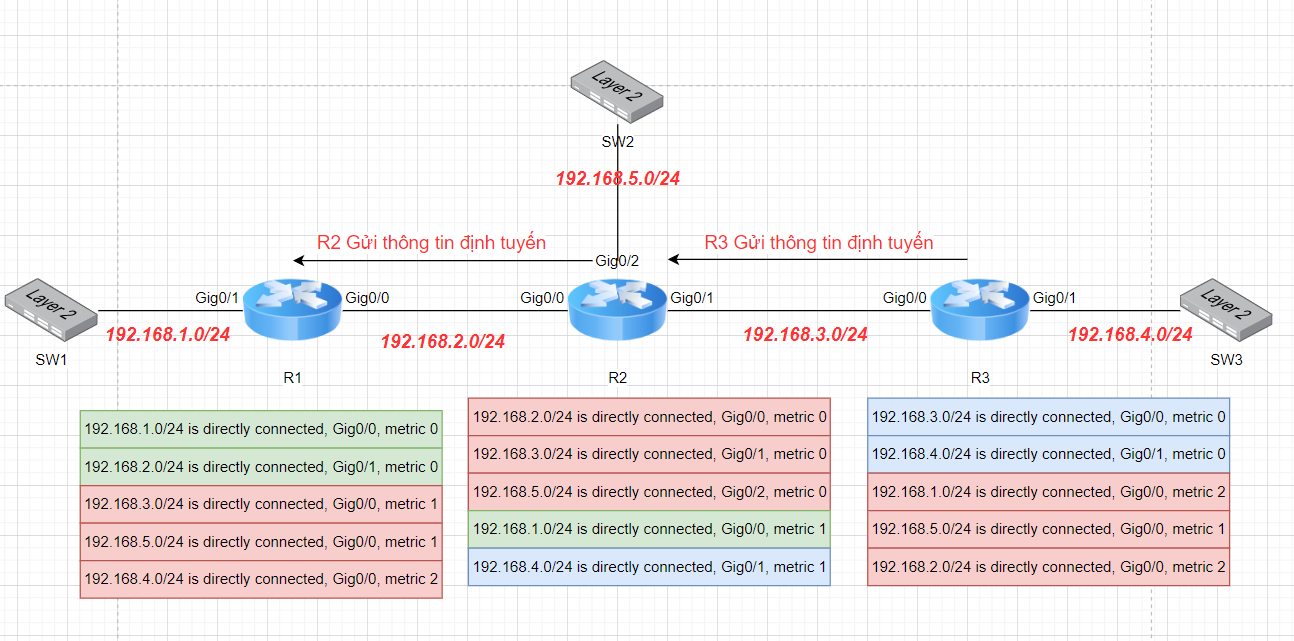 Layer 2
SW2
192.168.5.0/24
R2 Gửi thông tin định tuyến
R3 Gửi thông tin định tuyến
Gig0/2
Layer 2
SW1
Gig0/1
Gig0/0
Gig0/0
Gig0/1
Gig0/0
Gig0/1
Layer 2
SW3
192.168.1.0/24
192.168.2.0/24
192.168.3.0/24
192.168.4.0/24
R1
R2
R3
192.168.1.0/24 is directly connected, Gig0/0, metric 0
192.168.2.0/24 is directly connected, Gig0/1, metric 0
192.168.3.0/24 is directly connected, Gig0/0, metric 1
192.168.5.0/24 is directly connected, Gig0/0, metric 1
192.168.4.0/24 is directly connected, Gig0/0, metric 2
192.168.2.0/24 is directly connected, Gig0/0, metric 0
192.168.3.0/24 is directly connected, Gig0/1, metric 0
192.168.5.0/24 is directly connected, Gig0/2, metric 0
192.168.1.0/24 is directly connected, Gig0/0, metric 1
192.168.4.0/24 is directly connected, Gig0/1, metric 1
192.168.3.0/24 is directly connected, Gig0/0, metric 0
192.168.4.0/24 is directly connected, Gig0/1, metric 0
192.168.1.0/24 is directly connected, Gig0/0, metric 2
192.168.5.0/24 is directly connected, Gig0/0, metric 1
192.168.2.0/24 is directly connected, Gig0/0, metric 2